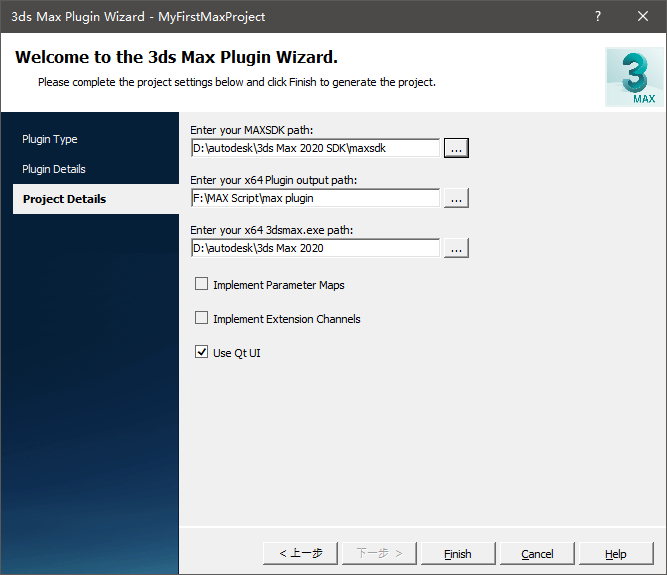 3ds Max Plugin Wizard - MyFirstMaxProject
Welcome to the 3ds Max Plugin Wizard.
Please complete the project settings below and click Finish to generate the project.
3
MAX
Plugin Type
Plugin Details
Project Details
Enter your MAXSDK path:
D:\autodesk\3ds Max 2020 SDK\maxsdk
...
Enter your x64 Plugin output path:
F:\MAX Script\max plugin
...
Enter your x64 3dsmax.exe path:
D:\autodesk\3ds Max 2020
...
Implement Parameter Maps
Implement Extension Channels
Use Qt UI
< 上一步
下一步 >
Finish
Cancel
Help